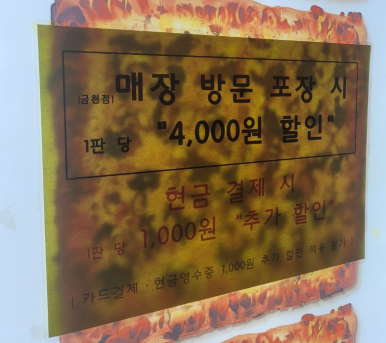 (금천점) 매장 방문 포장 시
1판 당 "4,000원 할인"
현금 결제 시
1판 당 1,000원 "추가 할인"
( 카드결제 · 현금영수증 1,000원 추가 할인 적용 불가 )